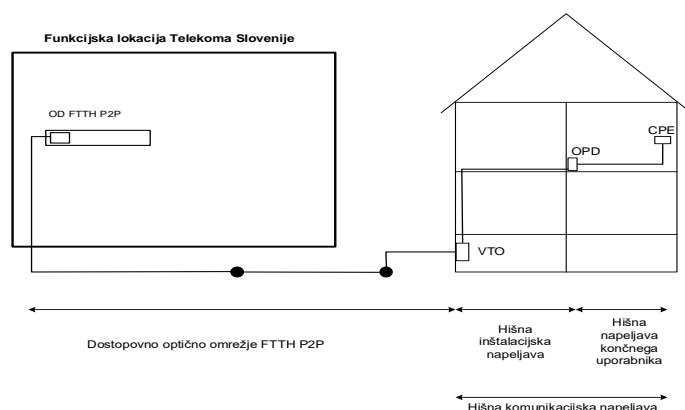 Funkcijska lokacija Telekoma Slovenije
OD FTTH P2P
CPE
OPD
VTO
Dostopovno optično omrežje FTTH P2P
Hišna
inštalacijska
napeljava
Hišna
napeljava
končnega
uporabnika
Hišna komunikacijska napeljava